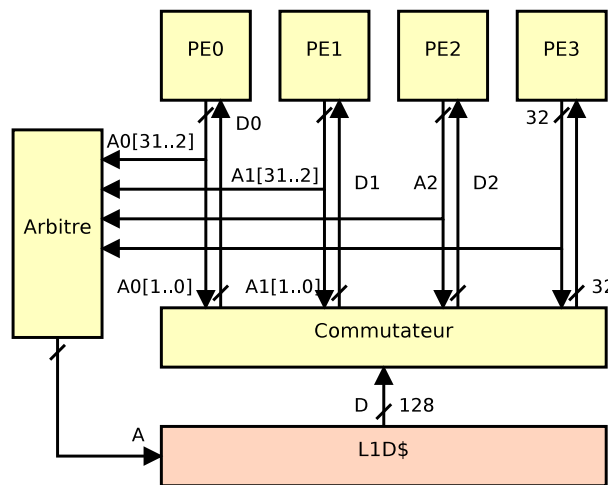 PE0
PE1
PE2
PE3
D0
32
A0[31..2]
A1[31..2]
D1
A2
D2
Arbitre
A0[1..0]
A1[1..0]
32
Commutateur
D
128
A
L1D$